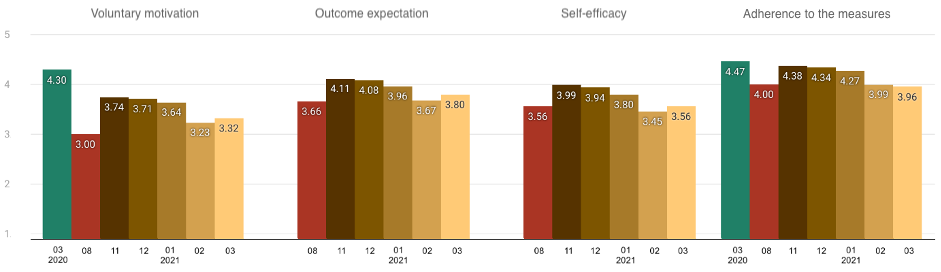 Voluntary motivation Outcome expectation Self-efficacy Adherence to the measures
5
4
3
2
1
4.30 3.00 3.74 3.71 3.64 3.23 3.32
3.66 4.11 4.08 3.96 3.67 3.80
3.56 3.99 3.94 3.80 3.45 3.56
4.47 4.00 4.38 4.34 4.27 3.99 3.96
03 08 11 12 01 02 03 08 11 12 01 02 03 08 11 12 01 02 03 03 08 11 12 01 02 03
2020 2021 2021 2021 2020 2021